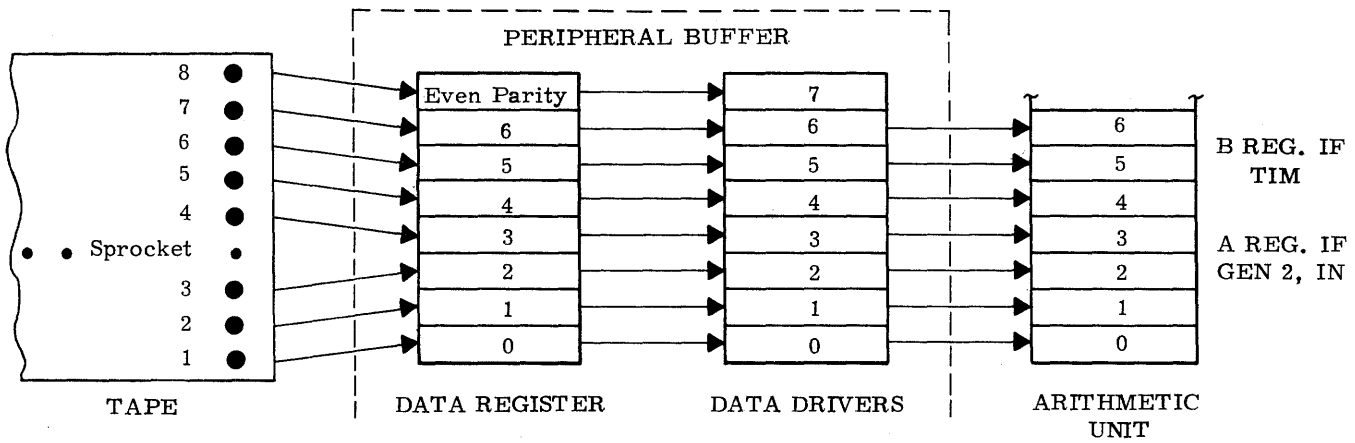 PERIPHERAL BUFFER
8
7
6
5
4
Sprocket
3
2
1
TAPE
Even Parity
6
5
4
3
2
1
0
DATA REGISTER
7
6
5
4
3
2
1
0
DATA DRIVERS
6
5
4
3
2
1
0
ARITHMETIC
UNIT
B REG. IF
TIM
A REG. IF
GEN 2, IN